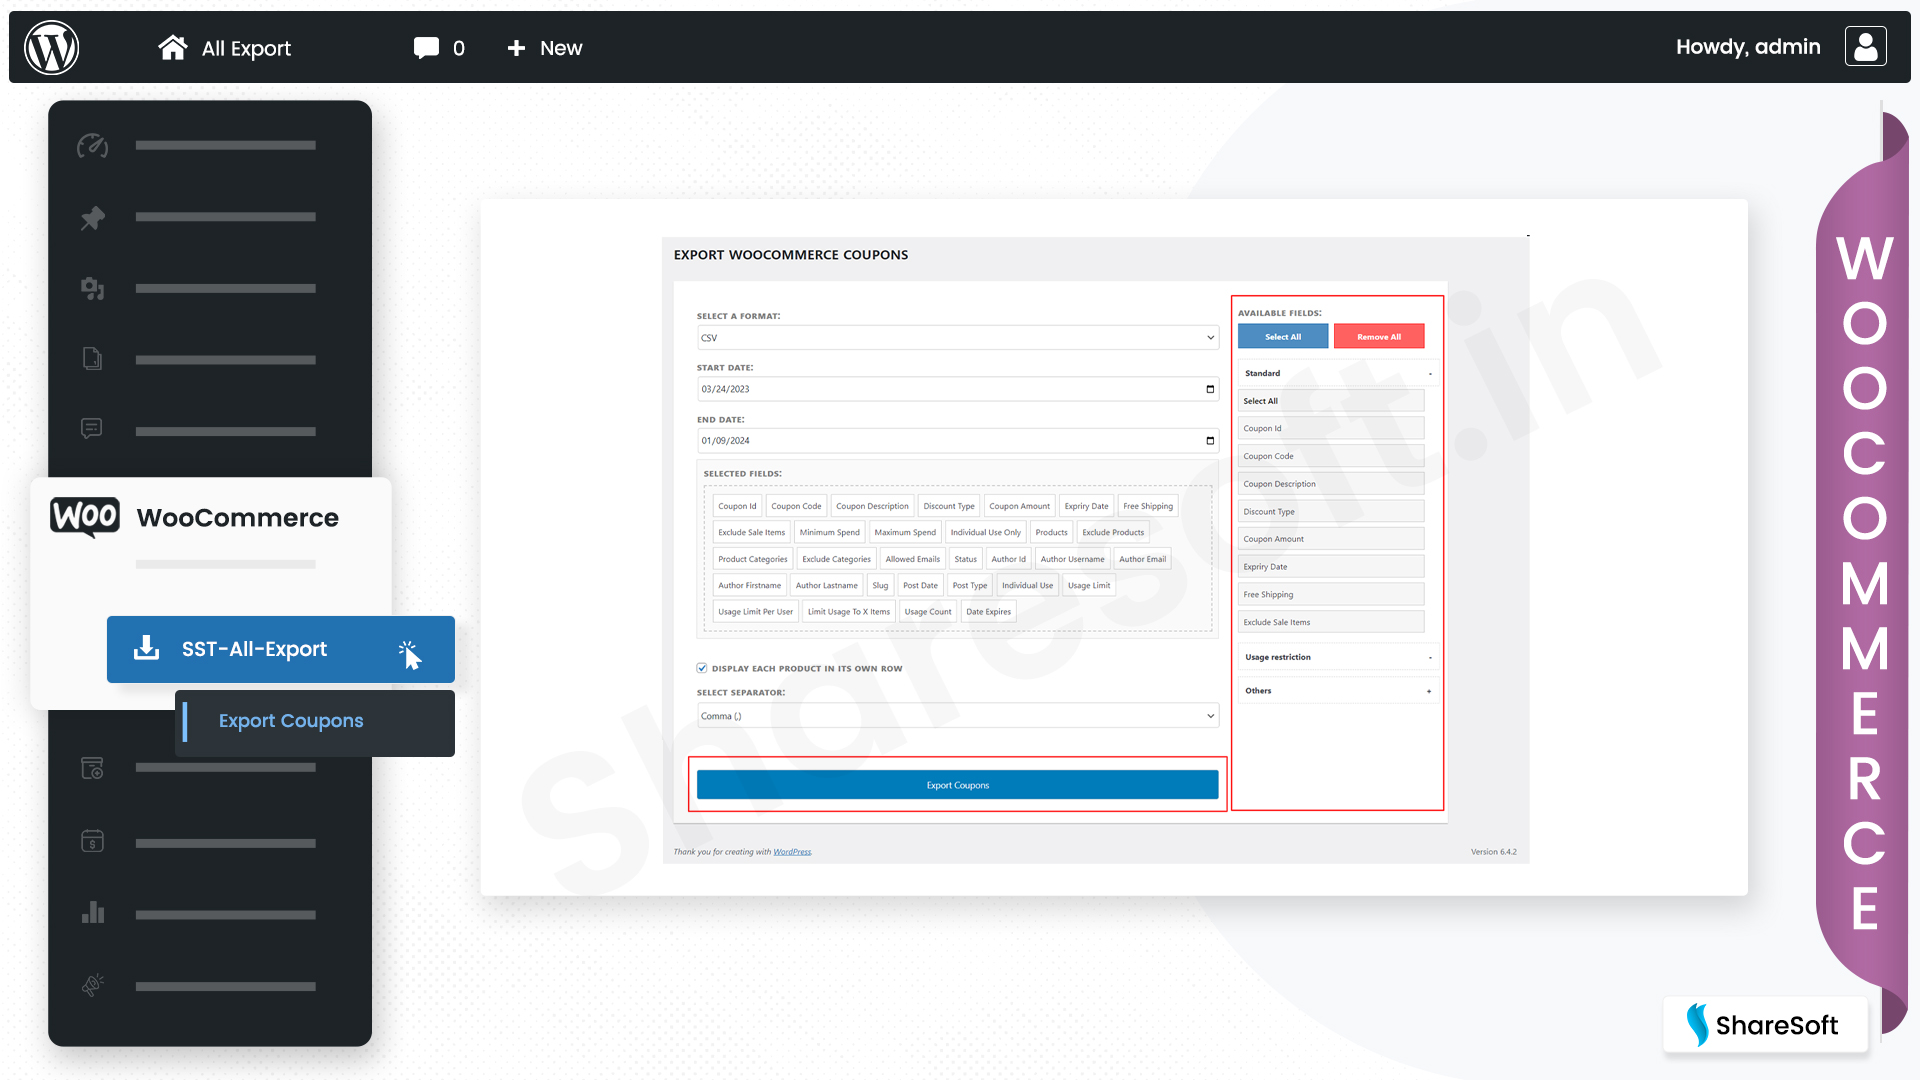 All Export
0
New
Howdy, admin
WOO
WooCommerce
SST-All-Export
Export Coupons
EXPORT WOOCOMMERCE COUPONS
SELECT A FORMAT:
CSV
START DATE:
03/24/2023
END DATE:
01/09/2024
SELECTED FIELDS:
Coupon Id Coupon Code Coupon Description Discount Type Coupon Amount Expriry Date Free Shipping
Exclude Sale Items Minimum Spend Maximum Spend Individual Use Only Products Exclude Products
Product Categories Exclude Categories Allowed Emails Status Author Id Author Username Author Email
Author Firstname Author Lastname Slug Post Date Post Type Individual Use Usage Limit
Usage Limit Per User Limit Usage To X Items Usage Count Date Expires
DISPLAY EACH PRODUCT IN ITS OWN ROW
SELECT SEPARATOR:
Comma (,)
Export Coupons
AVAILABLE FIELDS:
Select All Remove All
Standard -
Select All
Coupon Id
Coupon Code
Coupon Description
Discount Type
Coupon Amount
Expriry Date
Free Shipping
Exclude Sale Items
Usage restriction -
Others +
Thank you for creating with WordPress.
Version 6.4.2
sharesoft.in
WOOCOMMERCE
ShareSoft